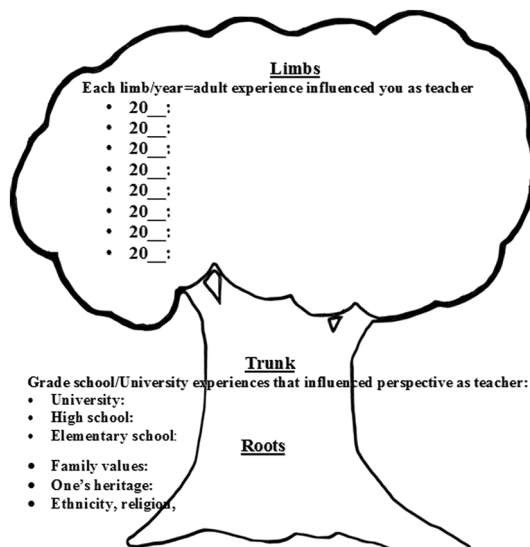 Limbs
Each limb/year=adult experience influenced you as teacher
• 20__:
• 20__:
• 20__:
• 20__:
• 20__:
• 20__:
• 20__:
• 20__:
Trunk
Grade school/University experiences that influenced perspective as teacher:
• University:
• High school:
• Elementary school:
Roots
• Family values:
• One's heritage:
• Ethnicity, religion,